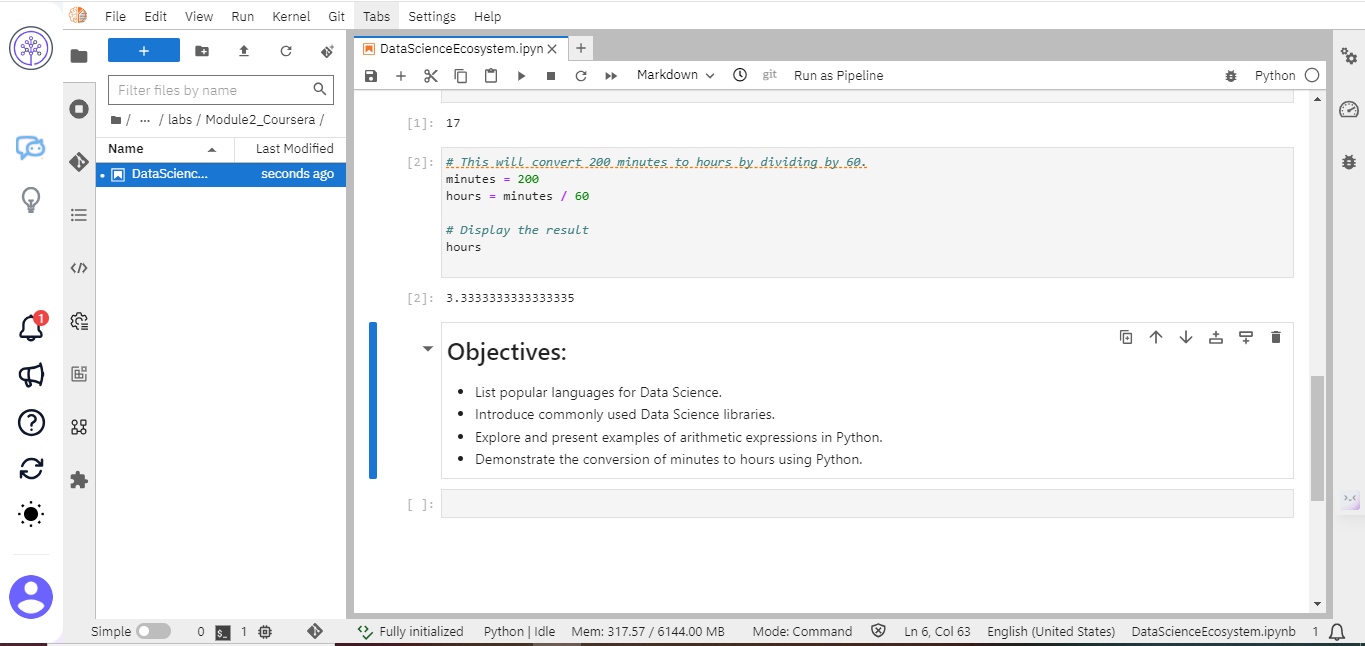 File Edit View Run Kernel Git Tabs Settings Help
+
Filter files by name
/ ... / labs / Module2_Coursera /
Name Last Modified
DataScienc... seconds ago
DataScienceEcosystem.ipyn
Markdown git Run as Pipeline Python
[1]: 17
[2]: # This will convert 200 minutes to hours by dividing by 60.
minutes = 200
hours = minutes / 60
# Display the result
hours
[2]: 3.3333333333333335
Objectives:
• List popular languages for Data Science.
• Introduce commonly used Data Science libraries.
• Explore and present examples of arithmetic expressions in Python.
• Demonstrate the conversion of minutes to hours using Python.
[ ]:
1
Simple 0 $_ 1 Fully initialized Python | Idle Mem: 317.57 / 6144.00 MB Mode: Command Ln 6, Col 63 English (United States) DataScienceEcosystem.ipynb 1